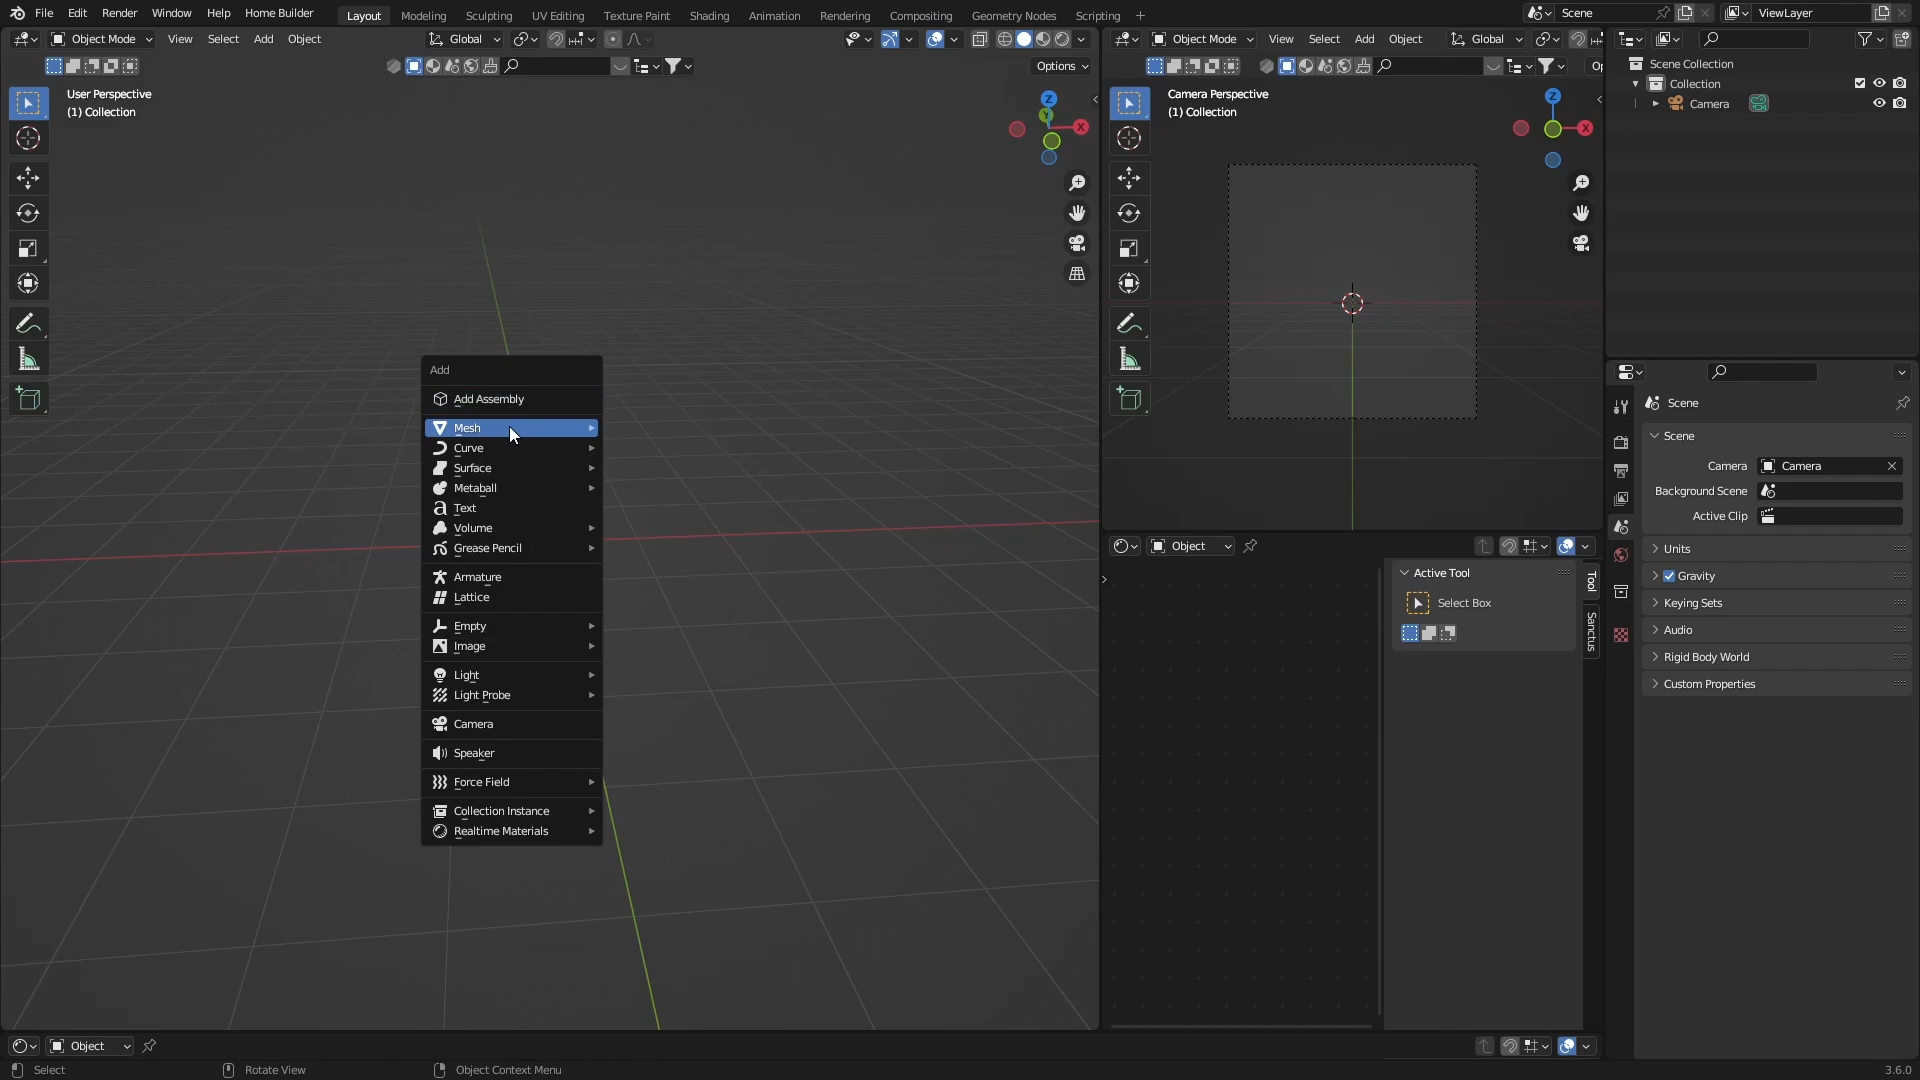 File Edit Render Window Help Home Builder Layout Modeling Sculpting UV Editing Texture Paint Shading Animation Rendering Compositing Geometry Nodes Scripting + Scene ViewLayer
Object Mode View Select Add Object Global
Options
User Perspective
(1) Collection
Z
Y
X
Add
Add Assembly
Mesh
Curve
Surface
Metaball
Text
Volume
Grease Pencil
Armature
Lattice
Empty
Image
Light
Light Probe
Camera
Speaker
Force Field
Collection Instance
Realtime Materials
Object Mode View Select Add Object Global
Op
Camera Perspective
(1) Collection
Z
X
Object
Active Tool
Select Box
Tool
Sanctus
Scene Collection
Collection
Camera
Scene
Scene
Camera Camera
Background Scene
Active Clip
Units
Gravity
Keying Sets
Audio
Rigid Body World
Custom Properties
Object
Select Rotate View Object Context Menu 3.6.0